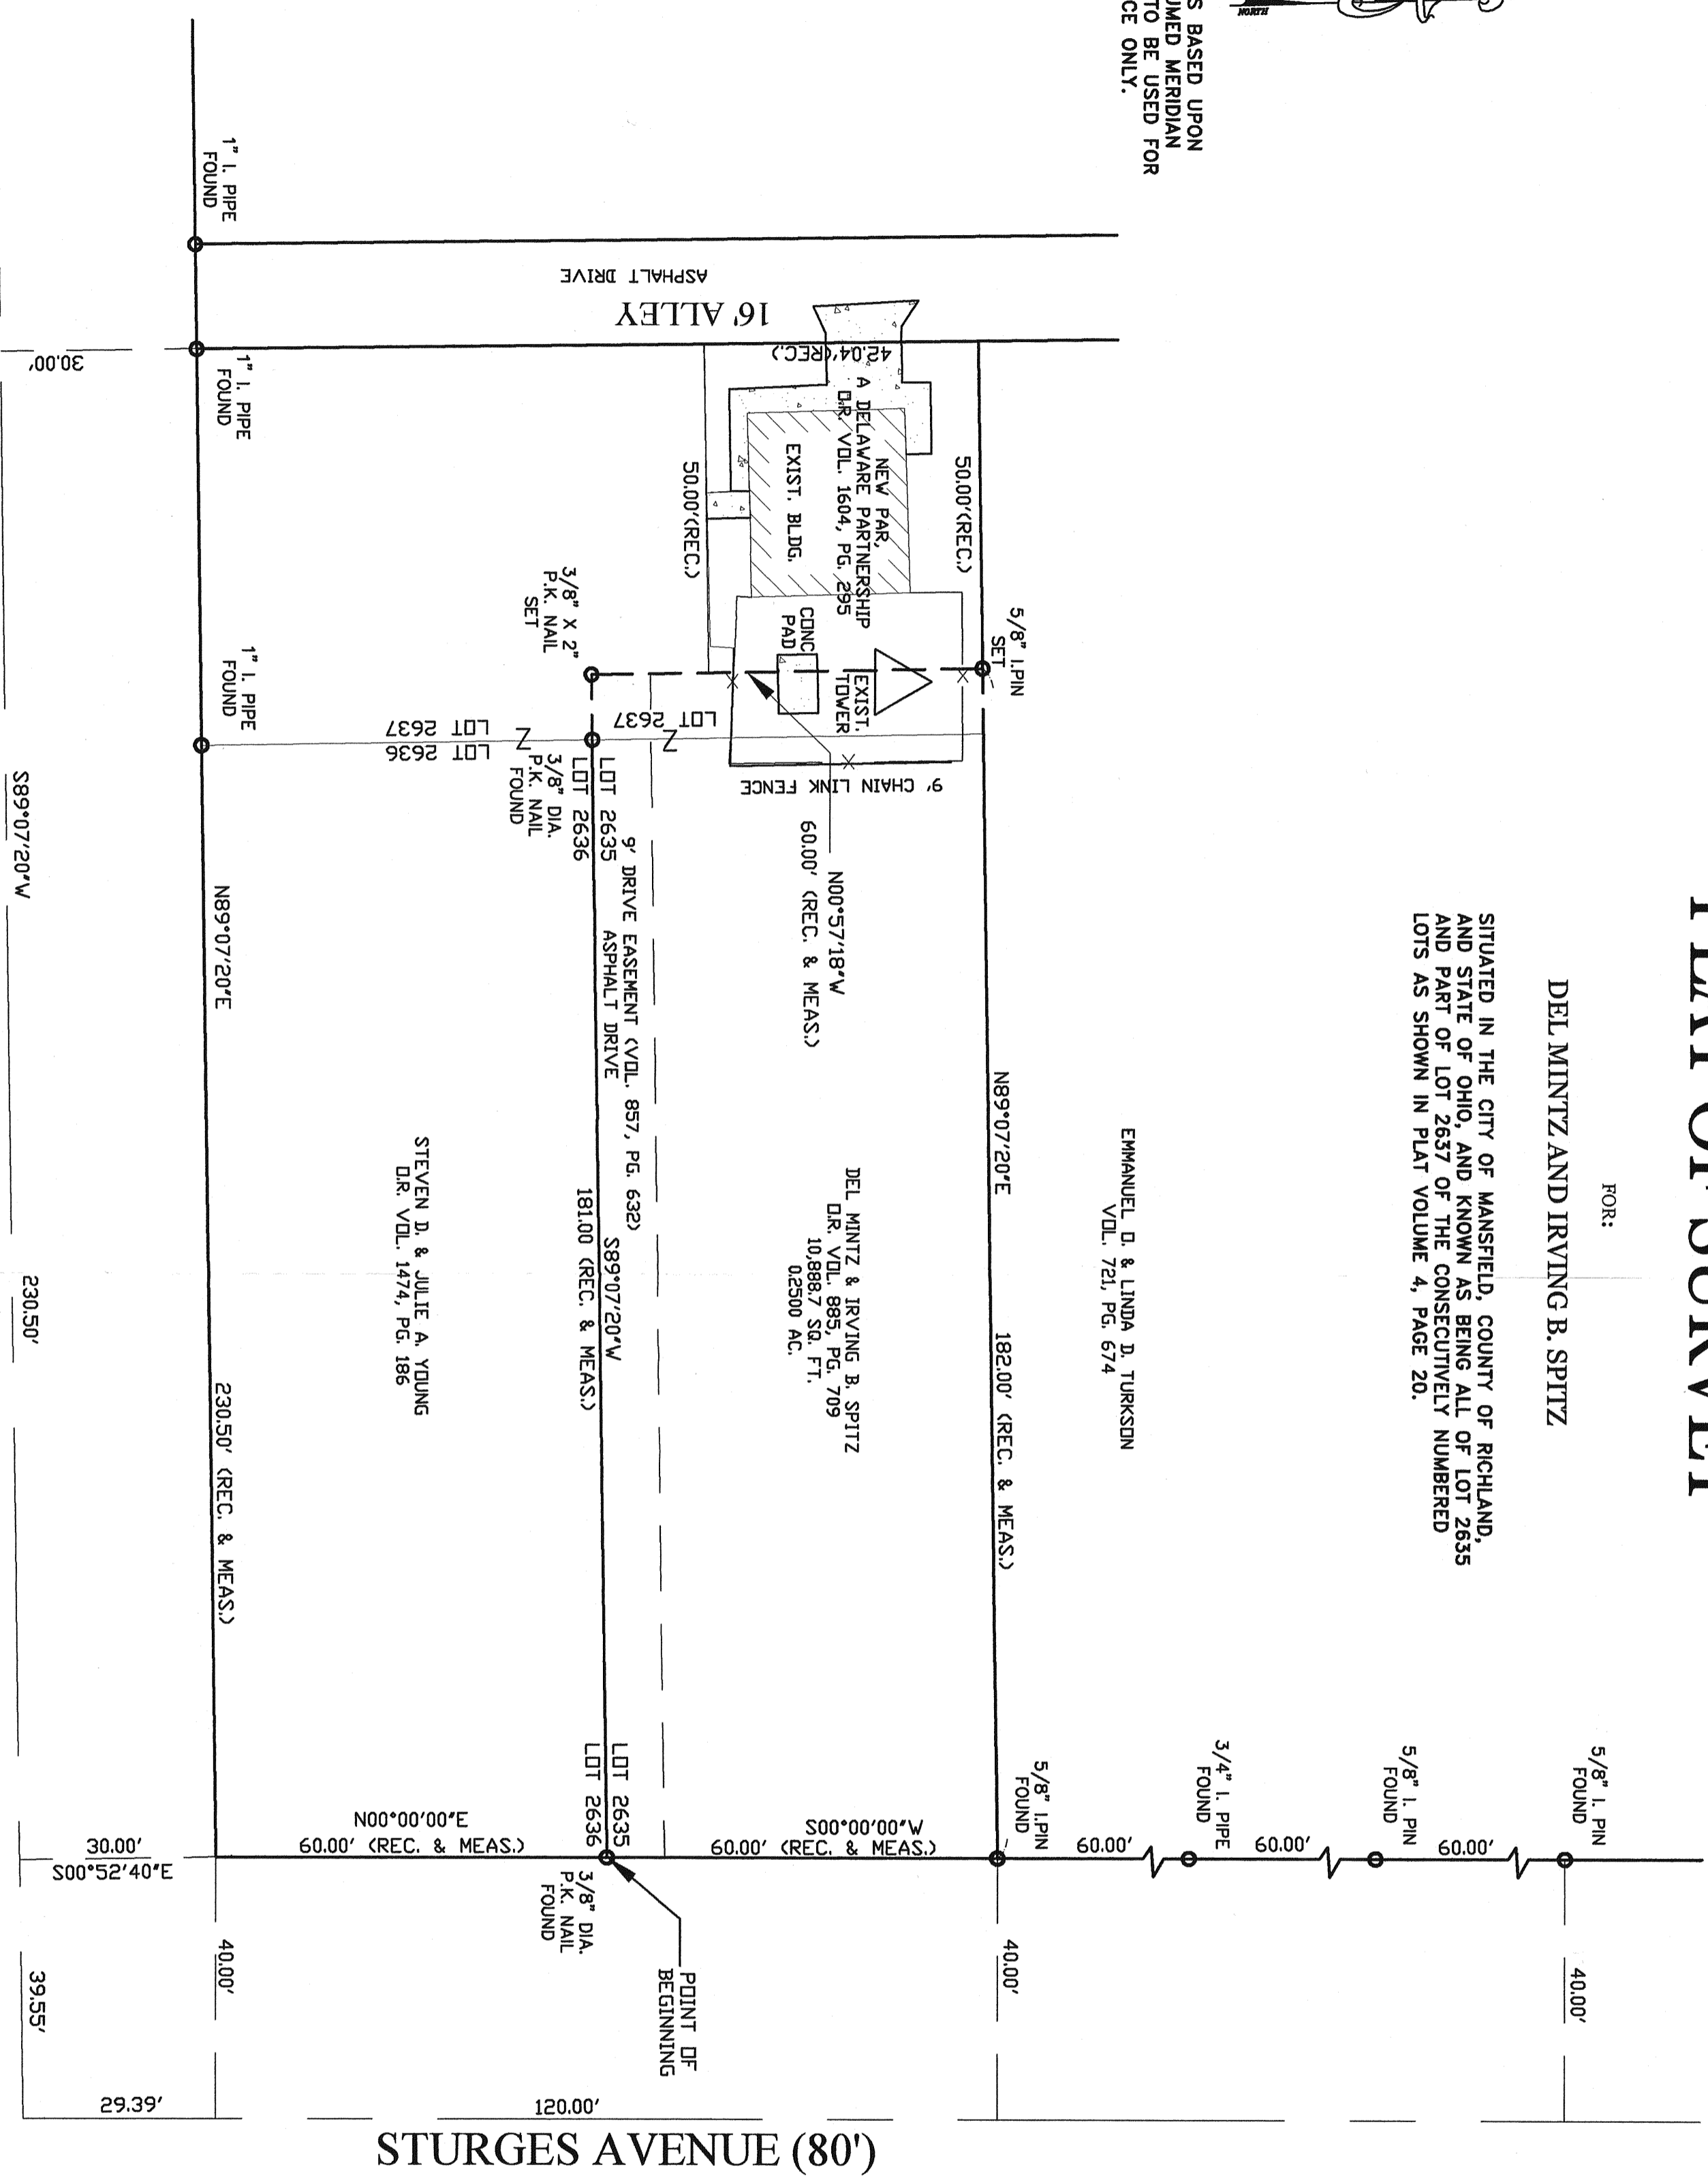 PLAT OF SURVEY
FOR:
DEL MINTZ AND IRVING B. SPITZ
SITUATED IN THE CITY OF MANSFIELD, COUNTY OF RICHLAND,
AND STATE OF OHIO, AND KNOWN AS BEING ALL OF LOT 2635
AND PART OF LOT 2637 OF THE CONSECUTIVELY NUMBERED
LOTS AS SHOWN IN PLAT VOLUME 4, PAGE 20.
NORTH
S BASED UPON
UMED MERIDIAN
TO BE USED FOR
CE ONLY.
5/8" I. PIN
FOUND
40.00'
60.00'
5/8" I. PIN
FOUND
60.00'
3/4" I. PIPE
FOUND
60.00'
5/8" I.PIN
FOUND
40.00'
EMMANUEL O. & LINDA D. TURKSON
VOL. 721, PG. 674
5/8" I.PIN
SET
N89°07'20"E
182.00' (REC. & MEAS.)
50.00'(REC.)
NEW PAR,
A DELAWARE PARTNERSHIP
O.R. VOL. 1604, PG. 295
EXIST. BLDG.
42.04'(REC.)
EXIST.
TOWER
CONC
PAD
9' CHAIN LINK FENCE
N00°57'18"W
60.00' (REC. & MEAS.)
DEL MINTZ & IRVING B. SPITZ
O.R. VOL. 885, PG. 709
10,888.7 SQ. FT.
0.2500 AC.
S00°00'00"W
60.00' (REC. & MEAS.)
50.00'(REC.)
16' ALLEY
ASPHALT DRIVE
LOT 2637
9' DRIVE EASEMENT (VOL. 857, PG. 632)
ASPHALT DRIVE
S89°07'20"W
181.00 (REC. & MEAS.)
LOT 2635
LOT 2636
LOT 2635
LOT 2636
POINT OF
BEGINNING
3/8" DIA.
P.K. NAIL
FOUND
3/8" X 2"
P.K. NAIL
SET
3/8" DIA.
P.K. NAIL
FOUND
LOT 2637
LOT 2636
STEVEN D. & JULIE A. YOUNG
O.R. VOL. 1474, PG. 186
N00°00'00"E
60.00' (REC. & MEAS.)
1" I. PIPE
FOUND
1" I. PIPE
FOUND
1" I. PIPE
FOUND
N89°07'20"E
230.50' (REC. & MEAS.)
40.00'
30.00'
30.00'
S00°52'40"E
S89°07'20"W
230.50'
39.55'
29.39'
120.00'
STURGES AVENUE (80')